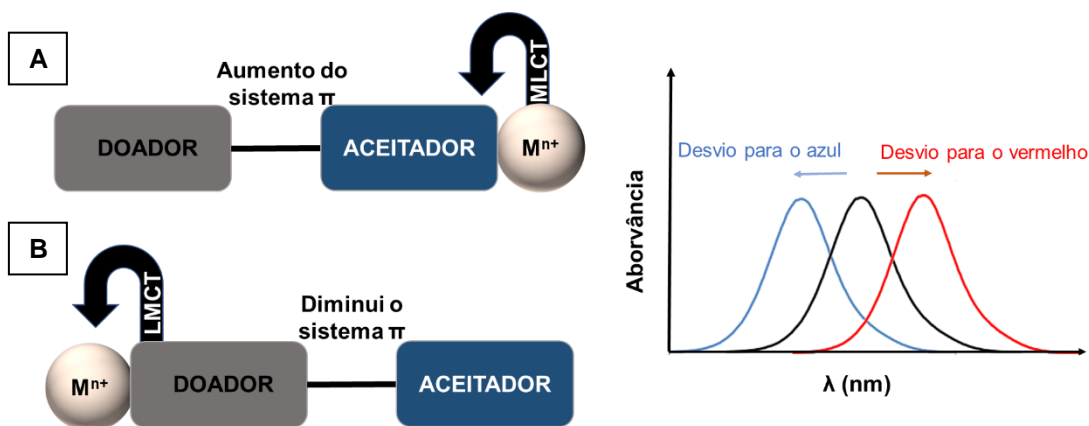 A
Aumento do
sistema π
MLCT
DOADOR
ACEITADOR
Mⁿ⁺
B
LMCT
Diminui o
sistema π
Mⁿ⁺
DOADOR
ACEITADOR
Desvio para o azul
Desvio para o vermelho
Aborvância
λ (nm)